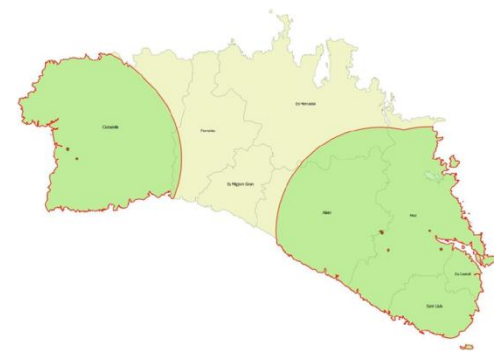 Es Mercadal
Ciutadella
Ferreries
Es Migjorn Gran
Alaior
Maó
Es Castell
Sant Lluís